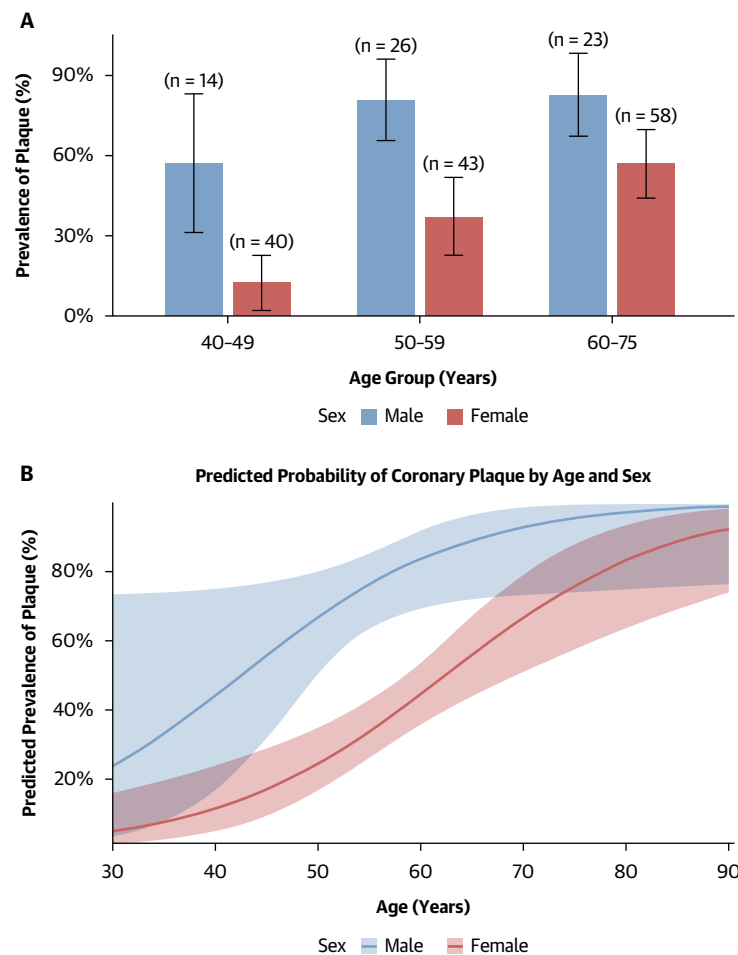 A
Prevalence of Plaque (%)
90%
60%
30%
0%
(n = 14)
(n = 40)
(n = 26)
(n = 43)
(n = 23)
(n = 58)
40–49
50–59
60–75
Age Group (Years)
Sex Male Female
B
Predicted Probability of Coronary Plaque by Age and Sex
Predicted Prevalence of Plaque (%)
80%
60%
40%
20%
30 40 50 60 70 80 90
Age (Years)
Sex Male Female